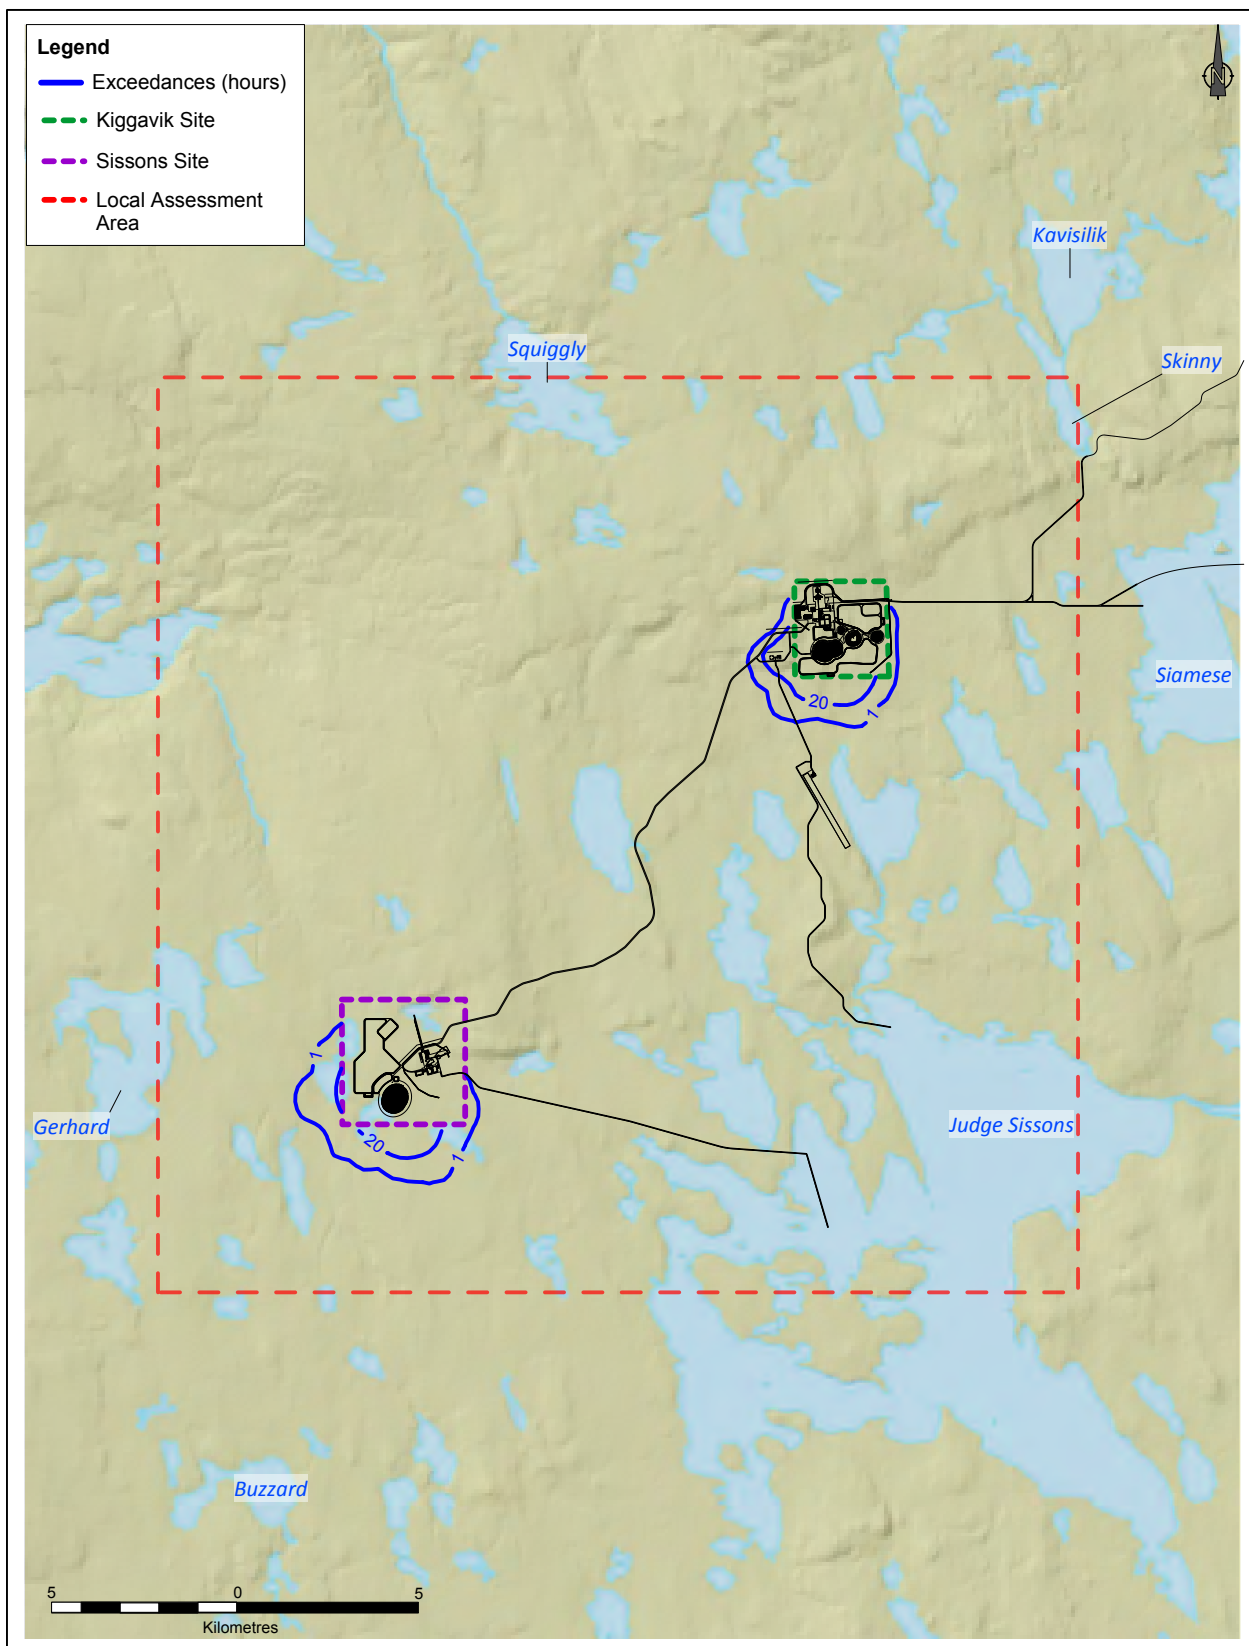 Legend
Exceedances (hours)
Kiggavik Site
Sissons Site
Local Assessment
Area
N
Kavisilik
Squiggly
Skinny
Siamese
20
1
1
Gerhard
20
1
Judge Sissons
Buzzard
5 0 5
Kilometres